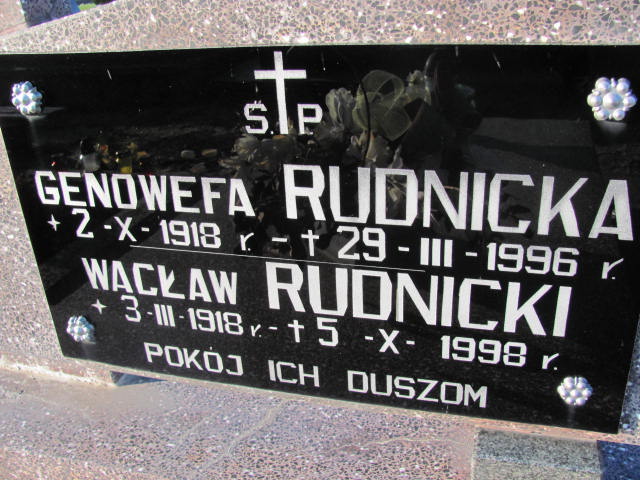 Ś.P.
GENOWEFA RUDNICKA
+ 2-X-1918 r. - + 29-III-1996 r.
WACŁAW RUDNICKI
+ 3-III-1918 r. - + 5-X-1998 r.
POKÓJ ICH DUSZOM